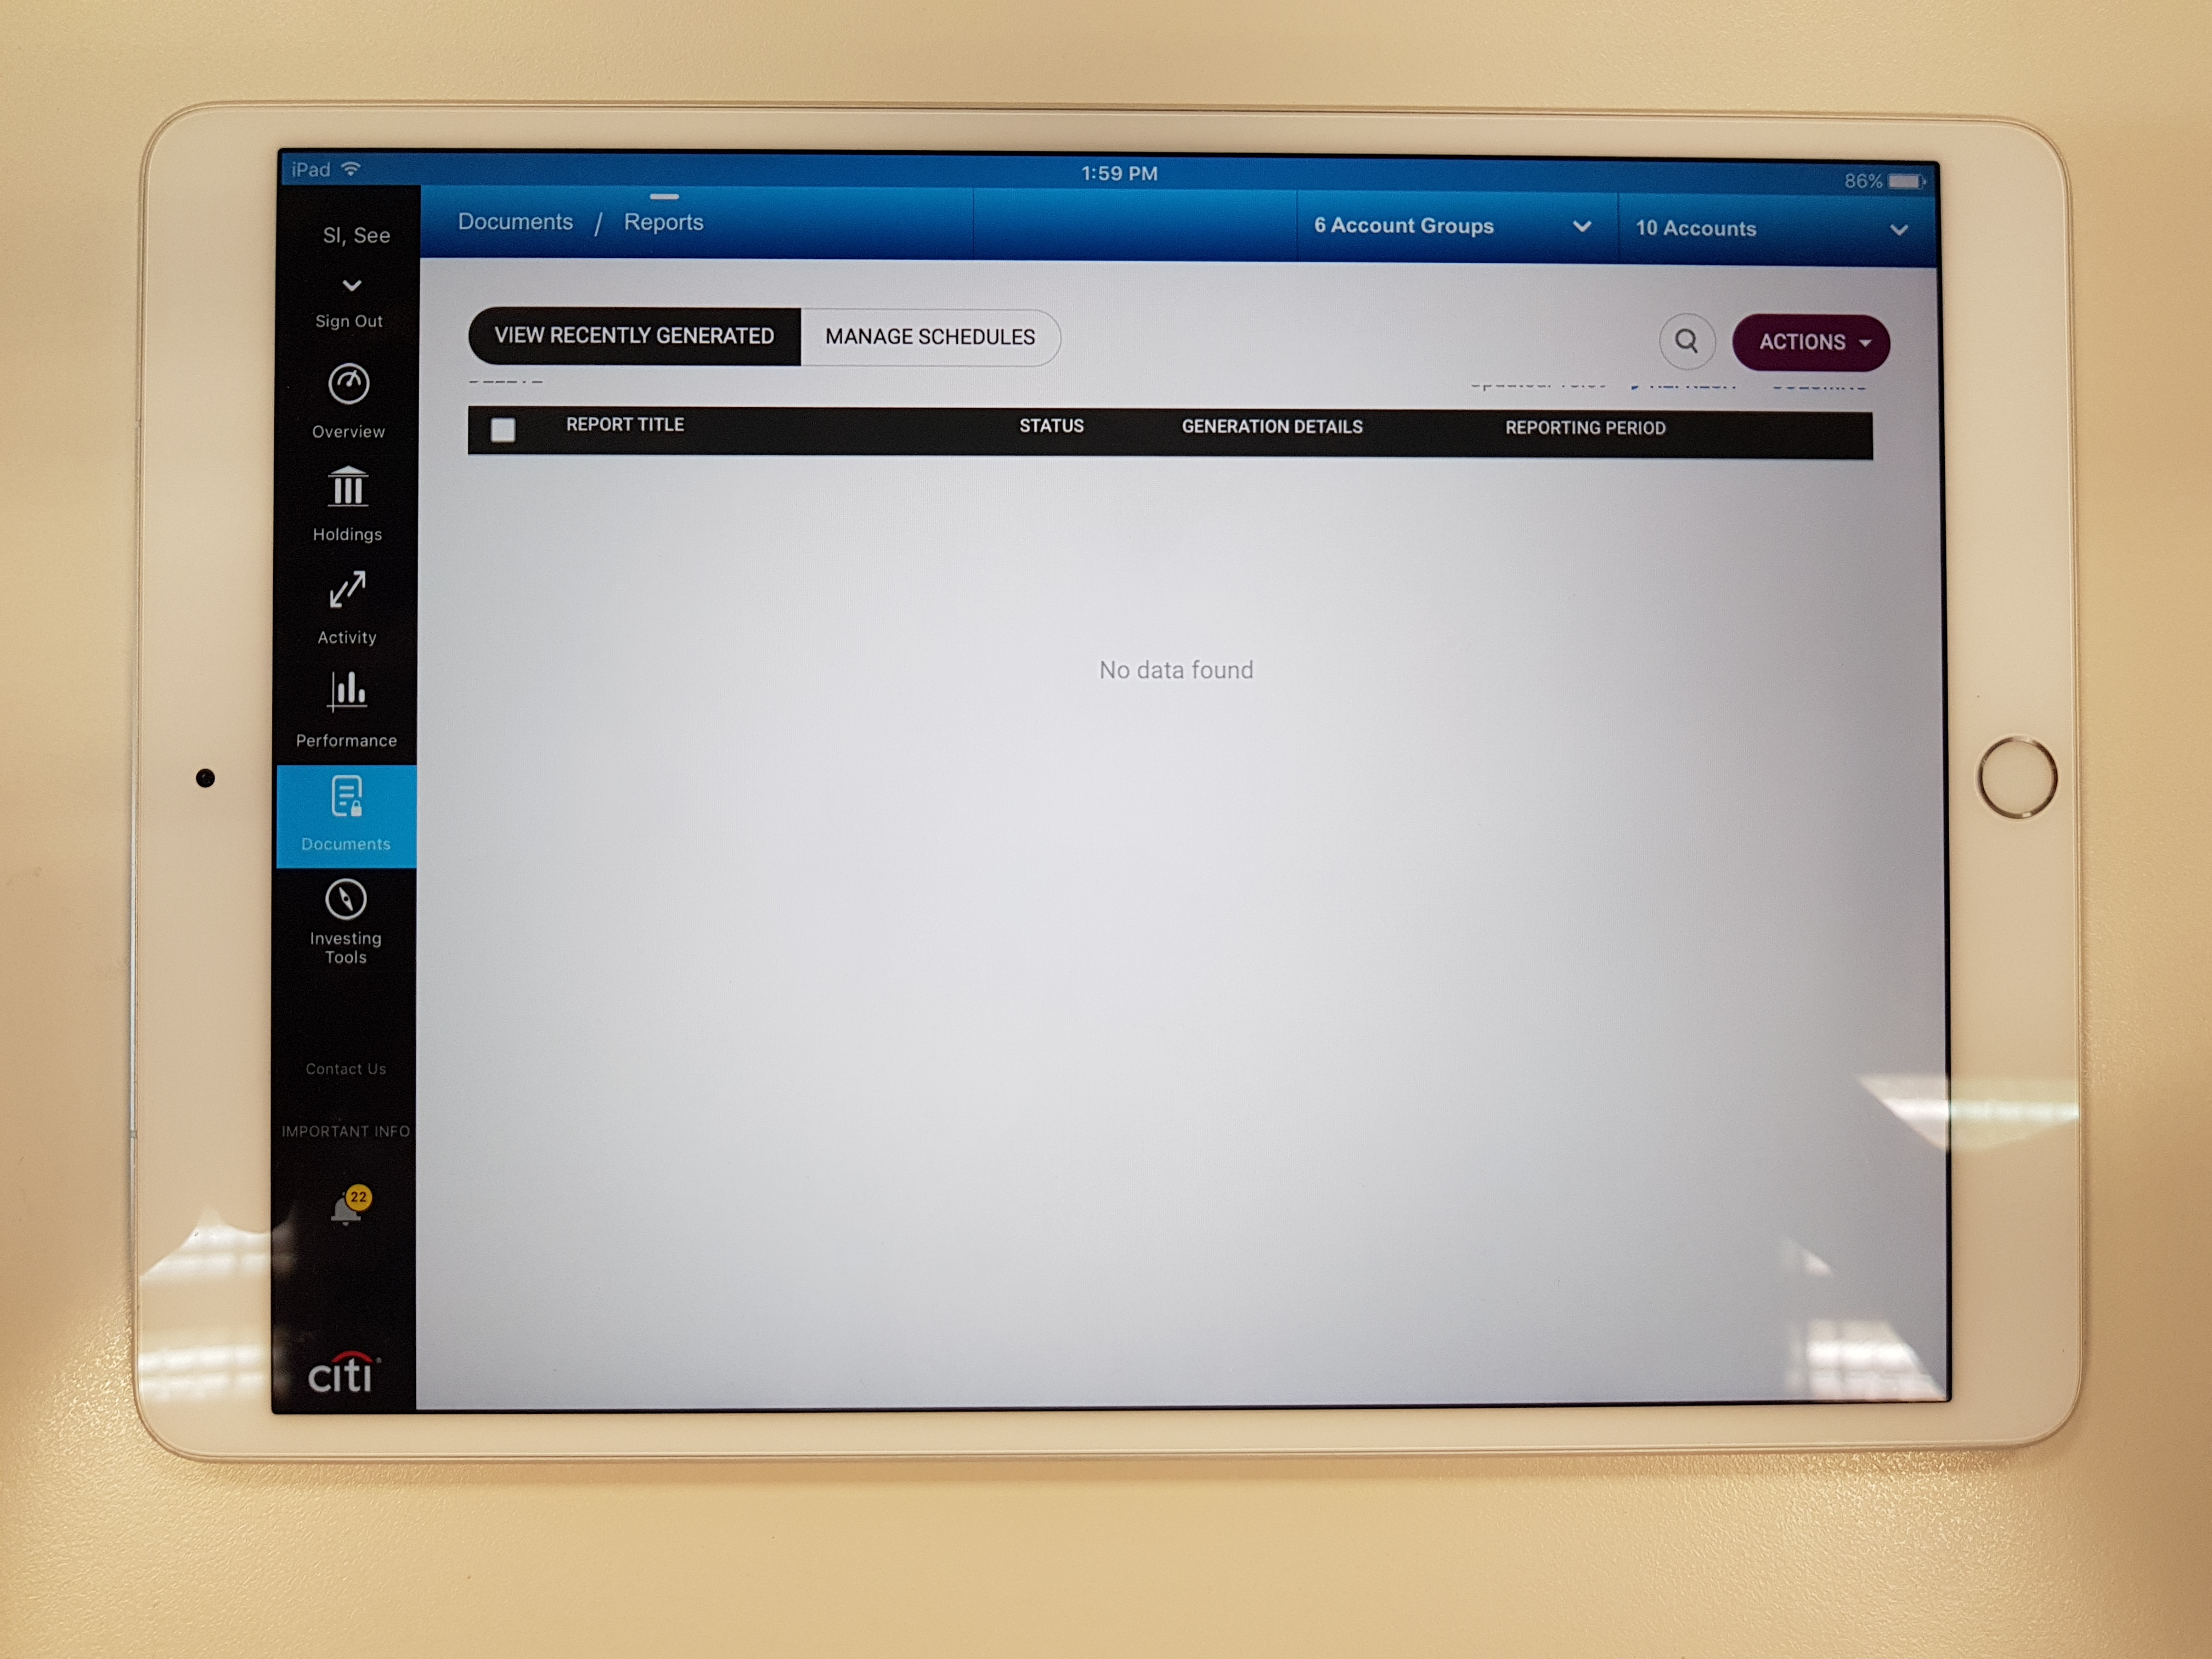 iPad 1:59 PM 86%
SI, See
Sign Out
Overview
Holdings
Activity
Performance
Documents
Investing
Tools
Contact Us
IMPORTANT INFO
22
citi
Documents / Reports 6 Account Groups 10 Accounts
VIEW RECENTLY GENERATED MANAGE SCHEDULES ACTIONS
REPORT TITLE STATUS GENERATION DETAILS REPORTING PERIOD
No data found